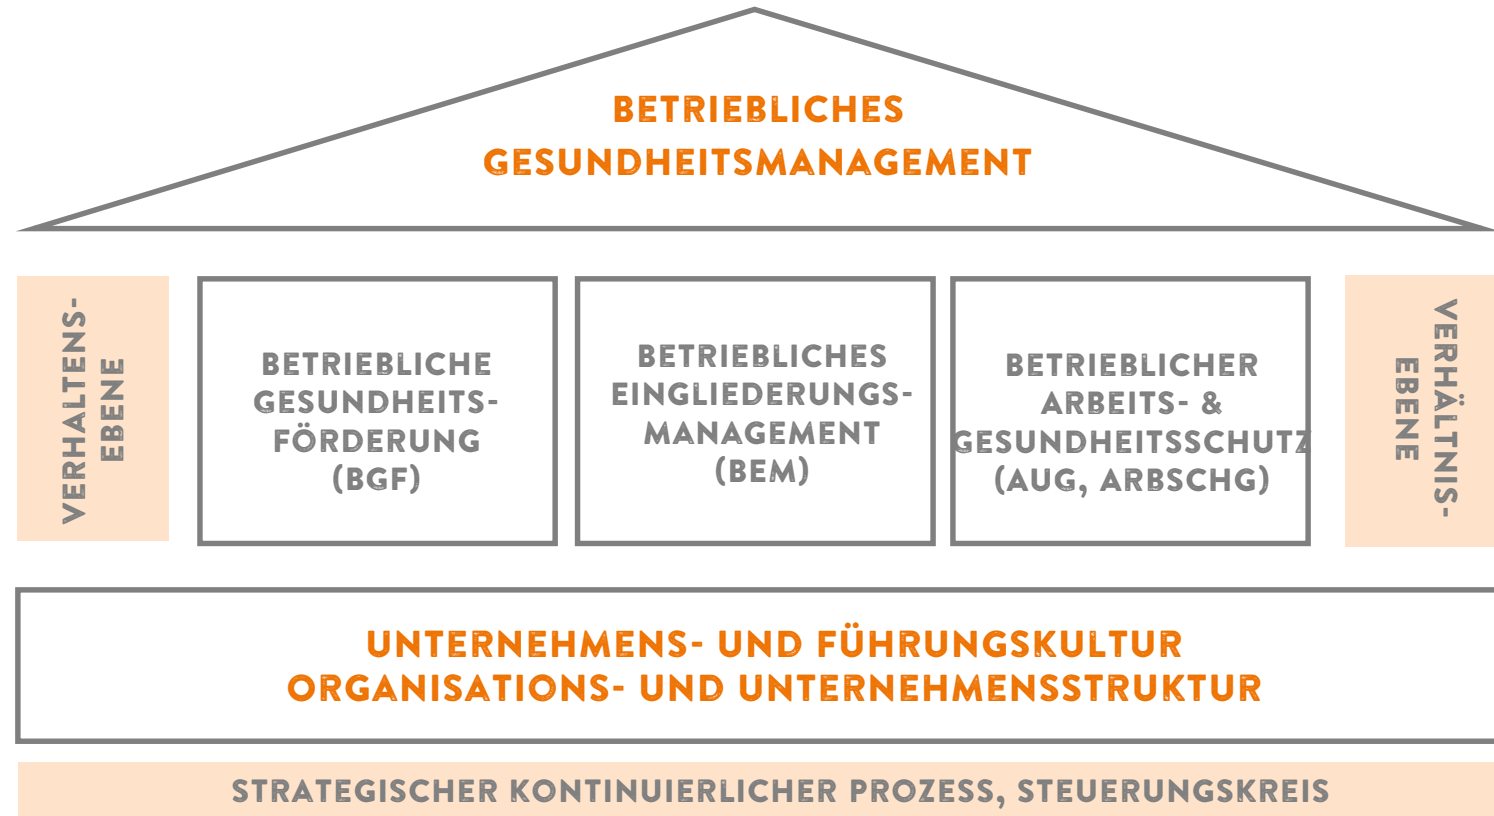 BETRIEBLICHES
GESUNDHEITSMANAGEMENT
VERHALTENS-
EBENE
BETRIEBLICHE
GESUNDHEITS-
FÖRDERUNG
(BGF)
BETRIEBLICHES
EINGLIEDERUNGS-
MANAGEMENT
(BEM)
BETRIEBLICHER
ARBEITS- &
GESUNDHEITSSCHUTZ
(AUG, ARBSCHG)
VERHÄLTNIS-
EBENE
UNTERNEHMENS- UND FÜHRUNGSKULTUR
ORGANISATIONS- UND UNTERNEHMENSSTRUKTUR
STRATEGISCHER KONTINUIERLICHER PROZESS, STEUERUNGSKREIS